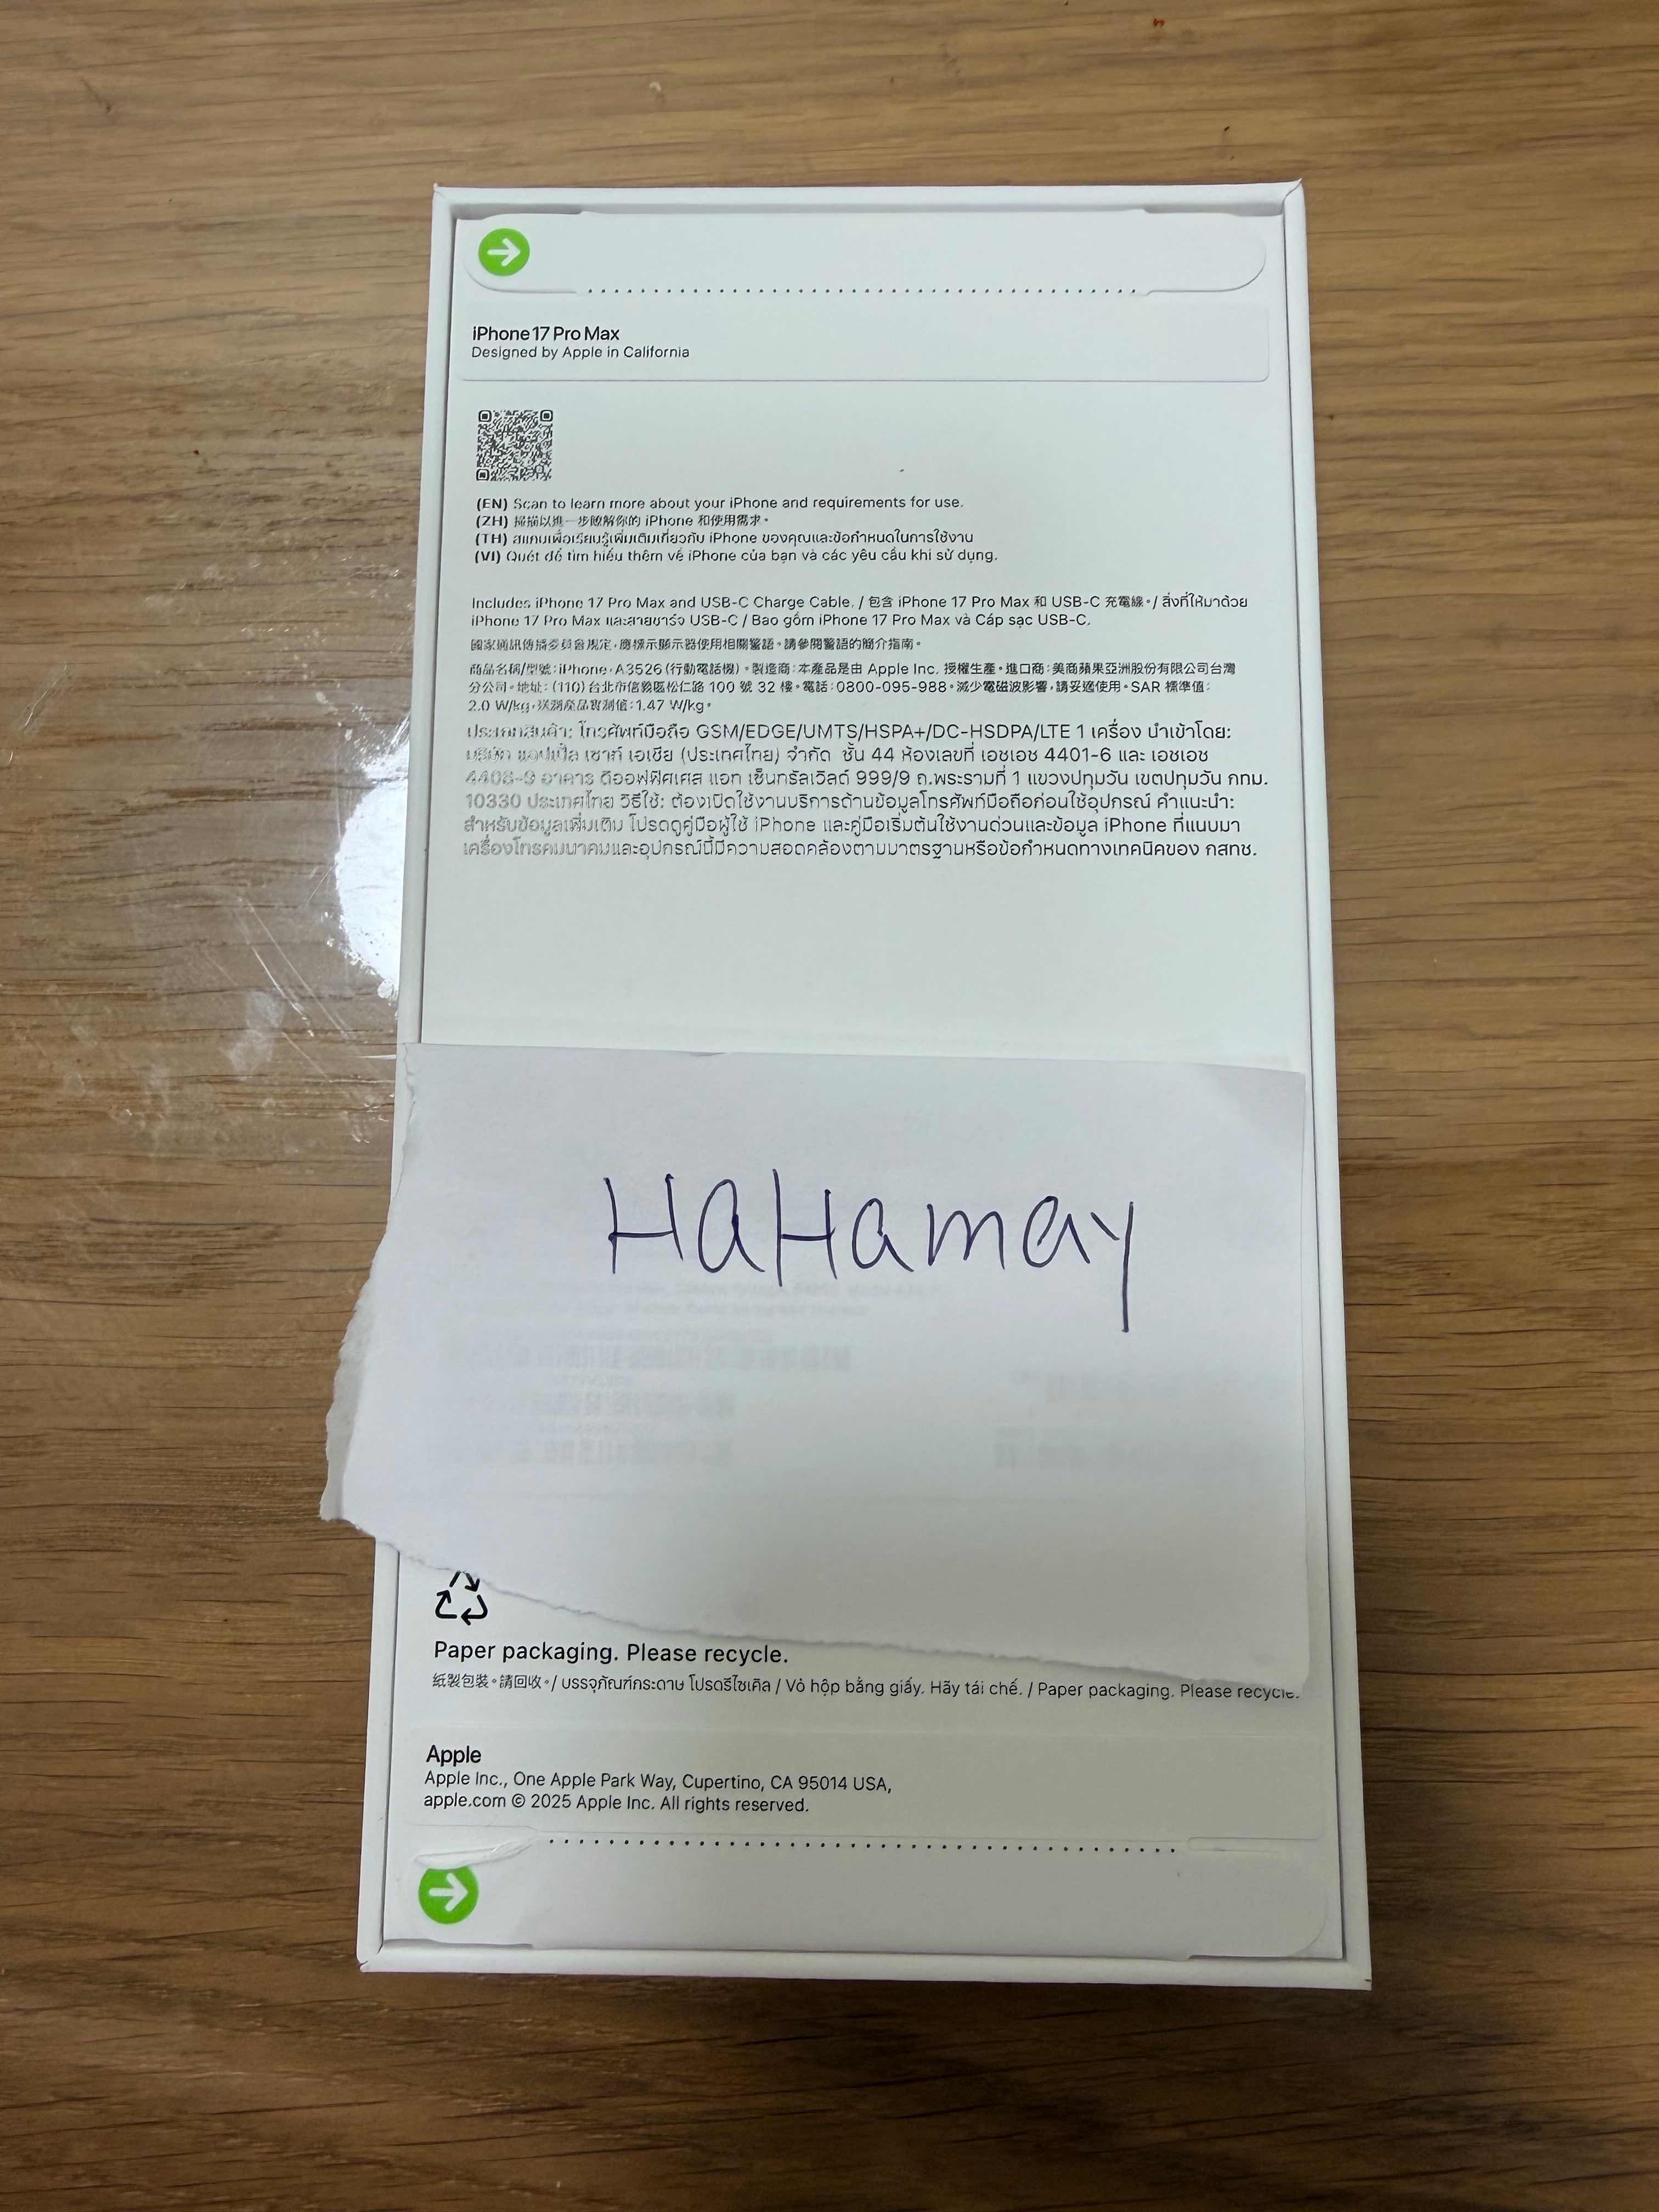 iPhone 17 Pro Max
Designed by Apple in California
(EN) Scan to learn more about your iPhone and requirements for use.
(ZH) 掃描以進一步瞭解你的 iPhone 和使用需求。
(TH) สแกนเพื่อเรียนรู้เพิ่มเติมเกี่ยวกับ iPhone ของคุณและข้อกำหนดในการใช้งาน
(VI) Quét để tìm hiểu thêm về iPhone của bạn và các yêu cầu khi sử dụng.
Includes iPhone 17 Pro Max and USB-C Charge Cable. / 包含 iPhone 17 Pro Max 和 USB-C 充電線。/ สิ่งที่ให้มาด้วย
iPhone 17 Pro Max และสายชาร์จ USB-C / Bao gồm iPhone 17 Pro Max và Cáp sạc USB-C.
國家通訊傳播委員會規定，應標示顯示器使用相關警語。請參閱警語的簡介指南。
商品名稱/型號：iPhone，A3526 (行動電話機)。製造商：本產品是由 Apple Inc. 授權生產。進口商：美商蘋果亞洲股份有限公司台灣
分公司。地址：(110) 台北市信義區松仁路 100 號 32 樓。電話：0800-095-988。減少電磁波影響，請妥適使用。SAR 標準值：
2.0 W/kg，送測產品實測值：1.47 W/kg。
ประเภทสินค้า: โทรศัพท์มือถือ GSM/EDGE/UMTS/HSPA+/DC-HSDPA/LTE 1 เครื่อง นำเข้าโดย:
บริษัท แอปเปิ้ล เซาท์ เอเชีย (ประเทศไทย) จำกัด ชั้น 44 ห้องเลขที่ เอชเอช 4401-6 และ เอชเอช
4408-9 อาคาร ดิออฟฟิศเศส แอท เซ็นทรัลเวิลด์ 999/9 ถ.พระรามที่ 1 แขวงปทุมวัน เขตปทุมวัน กทม.
10330 ประเทศไทย วิธีใช้: ต้องเปิดใช้งานบริการด้านข้อมูลโทรศัพท์มือถือก่อนใช้อุปกรณ์ คำแนะนำ:
สำหรับข้อมูลเพิ่มเติม โปรดดูคู่มือผู้ใช้ iPhone และคู่มือเริ่มต้นใช้งานด่วนและข้อมูล iPhone ที่แนบมา
เครื่องโทรคมนาคมและอุปกรณ์นี้มีความสอดคล้องตามมาตรฐานหรือข้อกำหนดทางเทคนิคของ กสทช.
HaHamay
Paper packaging. Please recycle.
紙製包裝。請回收。/ บรรจุภัณฑ์กระดาษ โปรดรีไซเคิล / Vỏ hộp bằng giấy. Hãy tái chế. / Paper packaging. Please recycle.
Apple
Apple Inc., One Apple Park Way, Cupertino, CA 95014 USA,
apple.com © 2025 Apple Inc. All rights reserved.